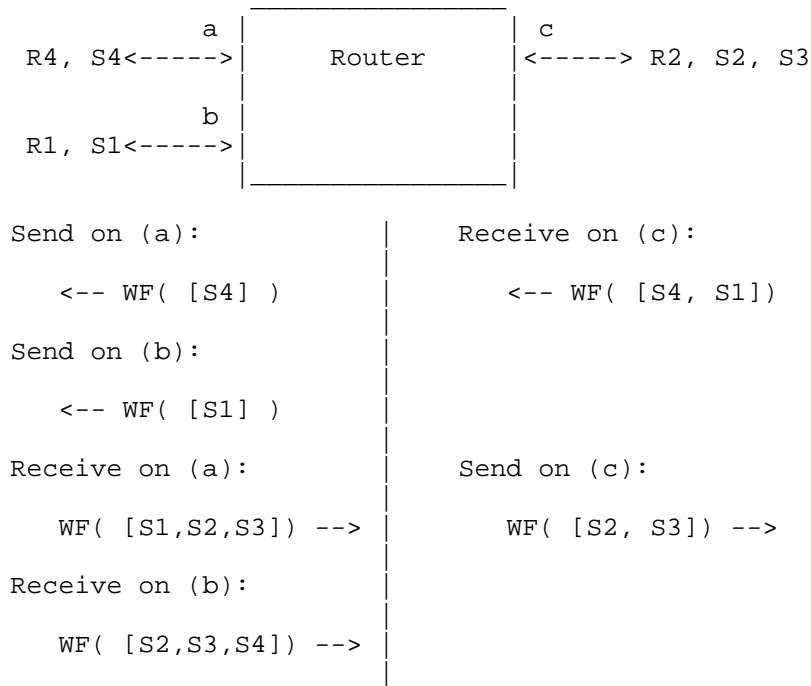 a c
R4, S4<----->| Router |<-----> R2, S2, S3
b
R1, S1<----->|
Send on (a): | Receive on (c):
<-- WF( [S4] ) | <-- WF( [S4, S1])
Send on (b): |
<-- WF( [S1] ) |
Receive on (a): | Send on (c):
WF( [S1,S2,S3]) --> | WF( [S2, S3]) -->
Receive on (b): |
WF( [S2,S3,S4]) --> |